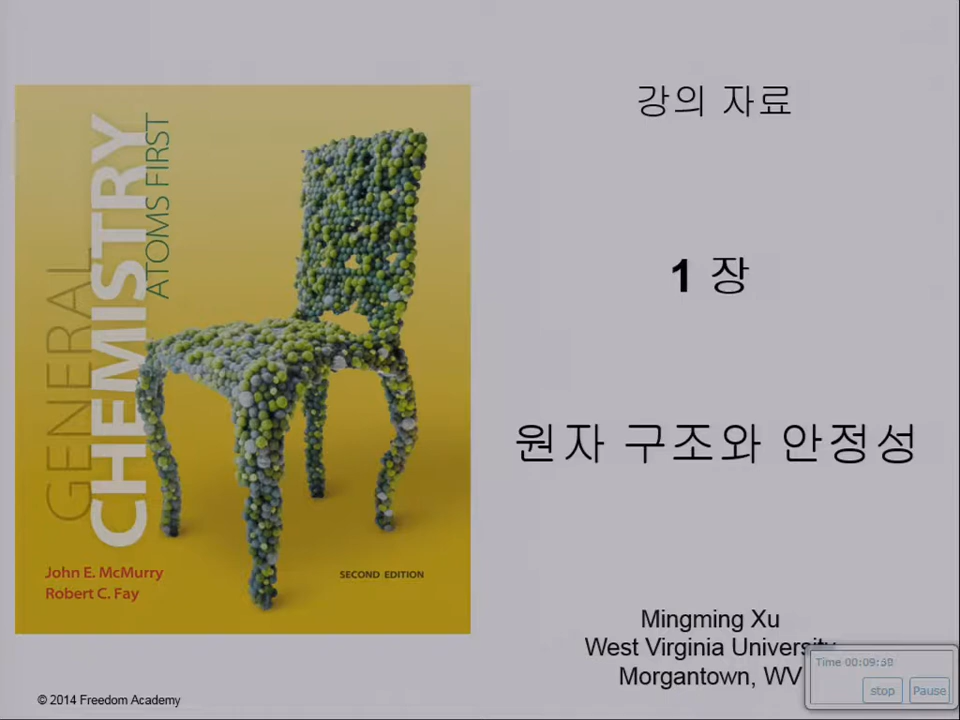 GENERAL
CHEMISTRY
ATOMS FIRST
John E. McMurry
Robert C. Fay
SECOND EDITION
© 2014 Freedom Academy
강의 자료
1 장
원자 구조와 안정성
Mingming Xu
West Virginia University
Morgantown, WV
Time 00:09:50
stop
Pause